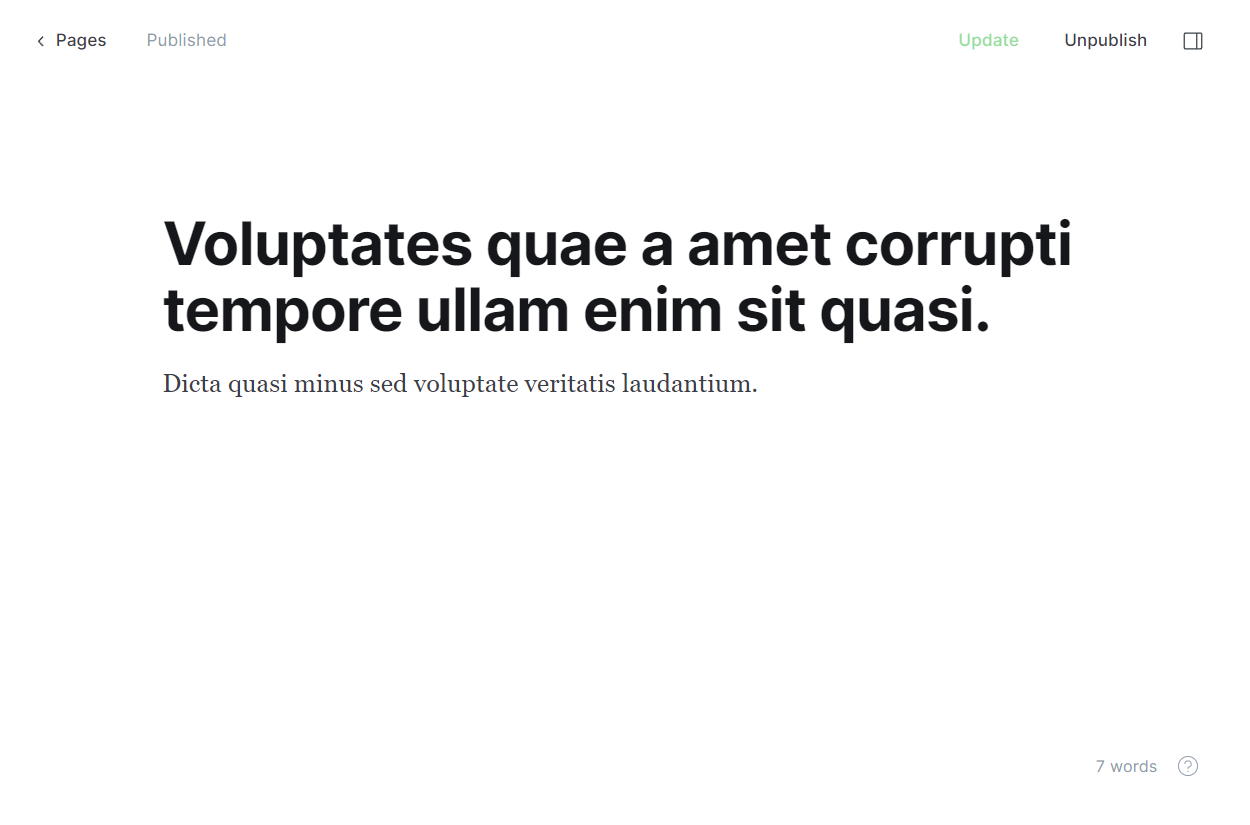 Pages
Published
Update
Unpublish
Voluptates quae a amet corrupti
tempore ullam enim sit quasi.
Dicta quasi minus sed voluptate veritatis laudantium.
7 words
?